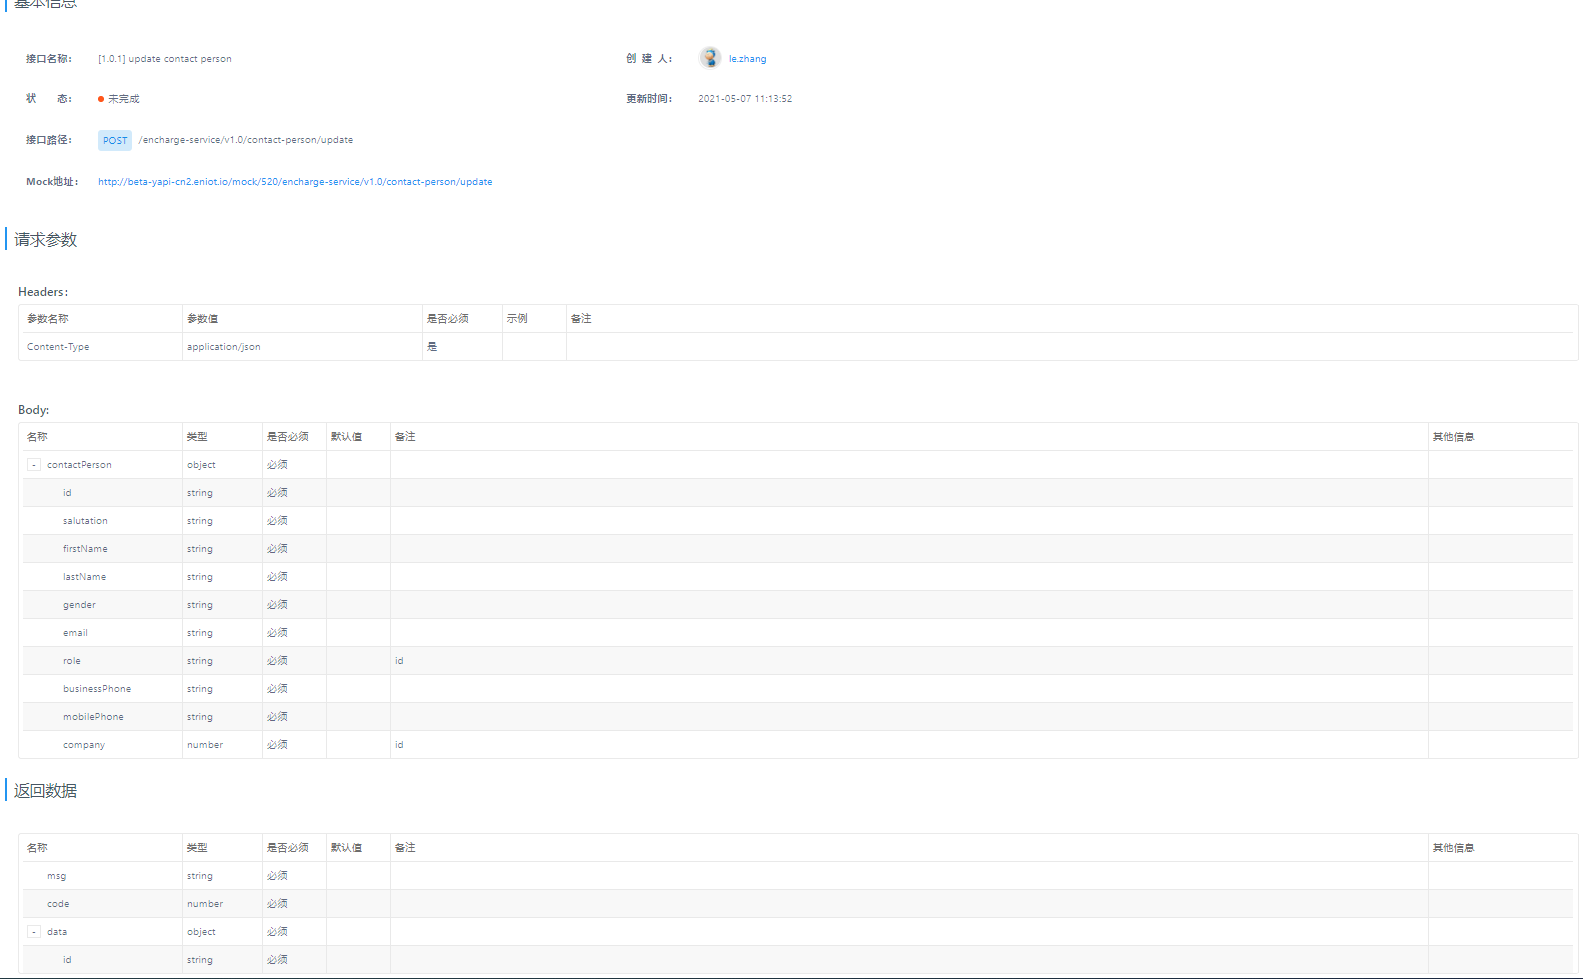 基本信息
接口名称： [1.0.1] update contact person 创 建 人： le.zhang
状 态： 未完成 更新时间： 2021-05-07 11:13:52
接口路径： POST /encharge-service/v1.0/contact-person/update
Mock地址： http://beta-yapi-cn2.eniot.io/mock/520/encharge-service/v1.0/contact-person/update
请求参数
Headers：
参数名称 参数值 是否必须 示例 备注
Content-Type application/json 是
Body:
名称 类型 是否必须 默认值 备注 其他信息
- contactPerson object 必须
id string 必须
salutation string 必须
firstName string 必须
lastName string 必须
gender string 必须
email string 必须
role string 必须 id
businessPhone string 必须
mobilePhone string 必须
company number 必须 id
返回数据
名称 类型 是否必须 默认值 备注 其他信息
msg string 必须
code number 必须
- data object 必须
id string 必须